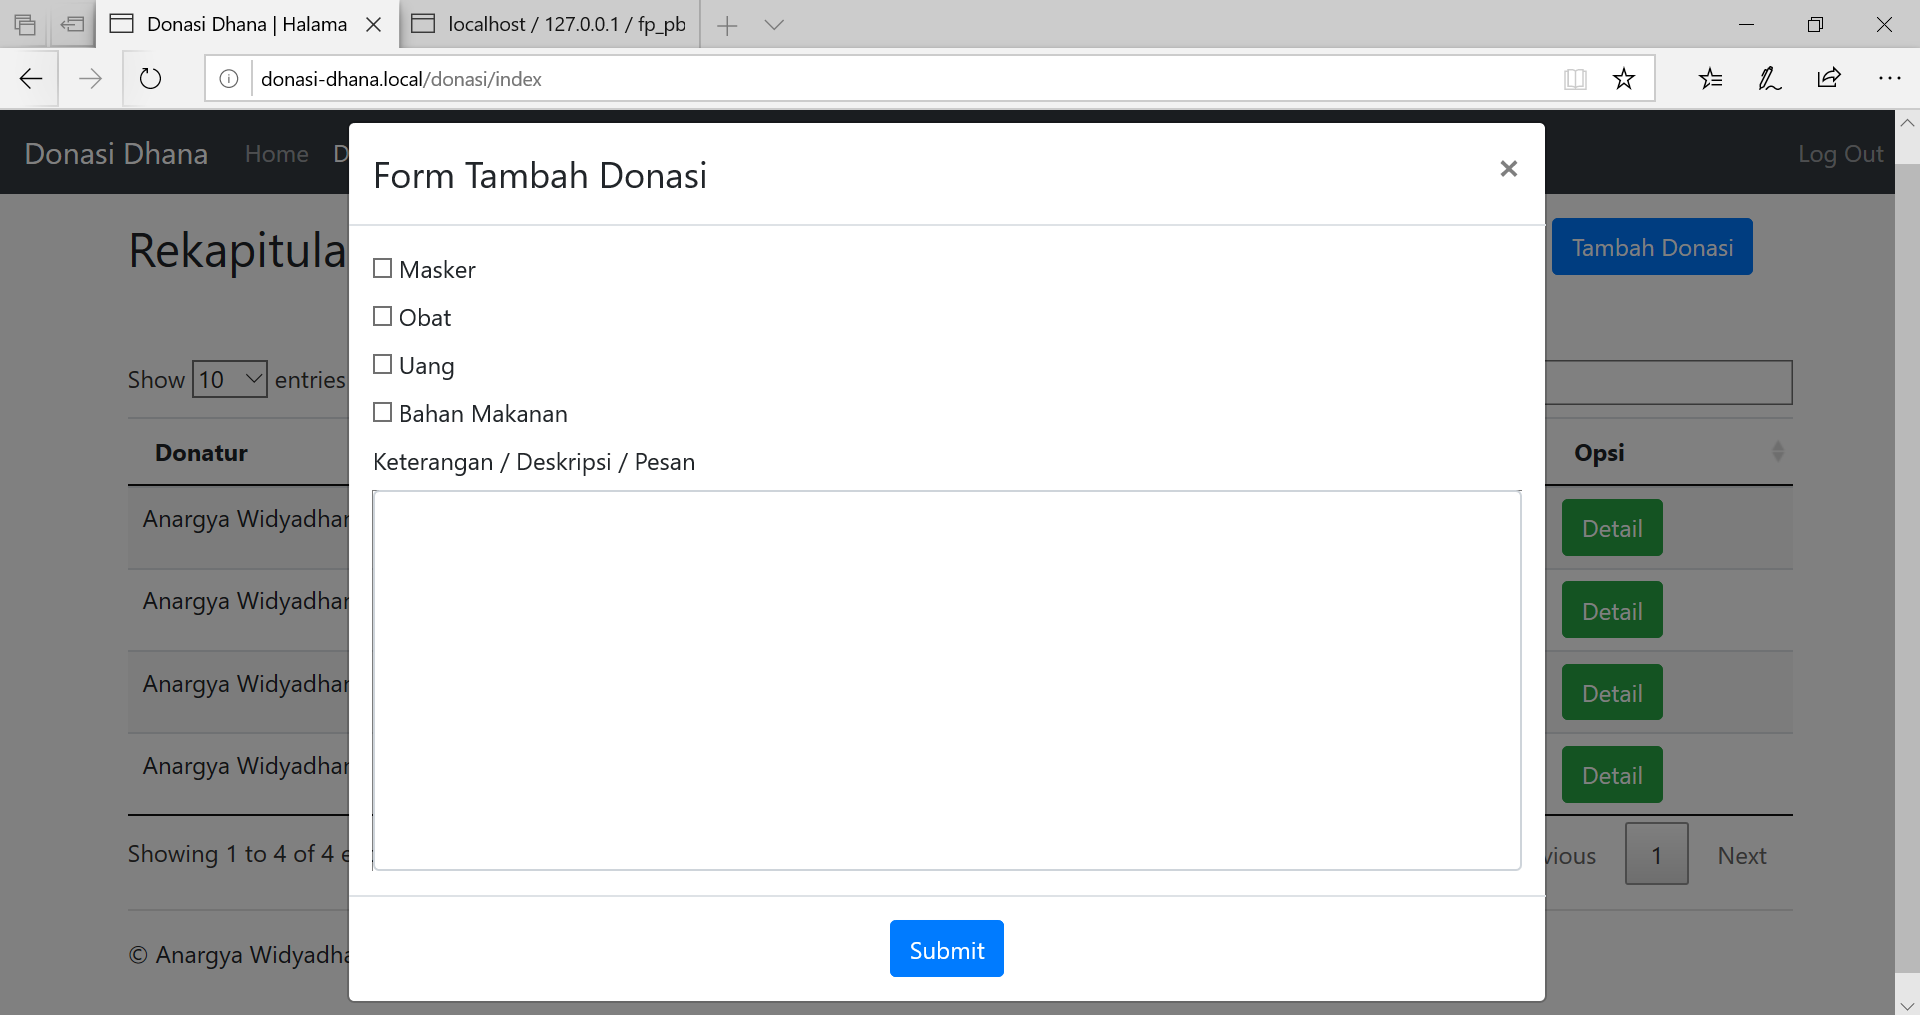 Donasi Dhana | Halama
localhost / 127.0.0.1 / fp_pb
donasi-dhana.local/donasi/index
Donasi Dhana Home D Log Out
Form Tambah Donasi ×
Rekapitula Tambah Donasi
Masker
Obat
Uang
Show 10 entries
Bahan Makanan
Donatur Opsi
Keterangan / Deskripsi / Pesan
Anargya Widyadhar Detail
Anargya Widyadhar Detail
Anargya Widyadhar Detail
Anargya Widyadhar Detail
Showing 1 to 4 of 4 e vious 1 Next
© Anargya Widyadha
Submit